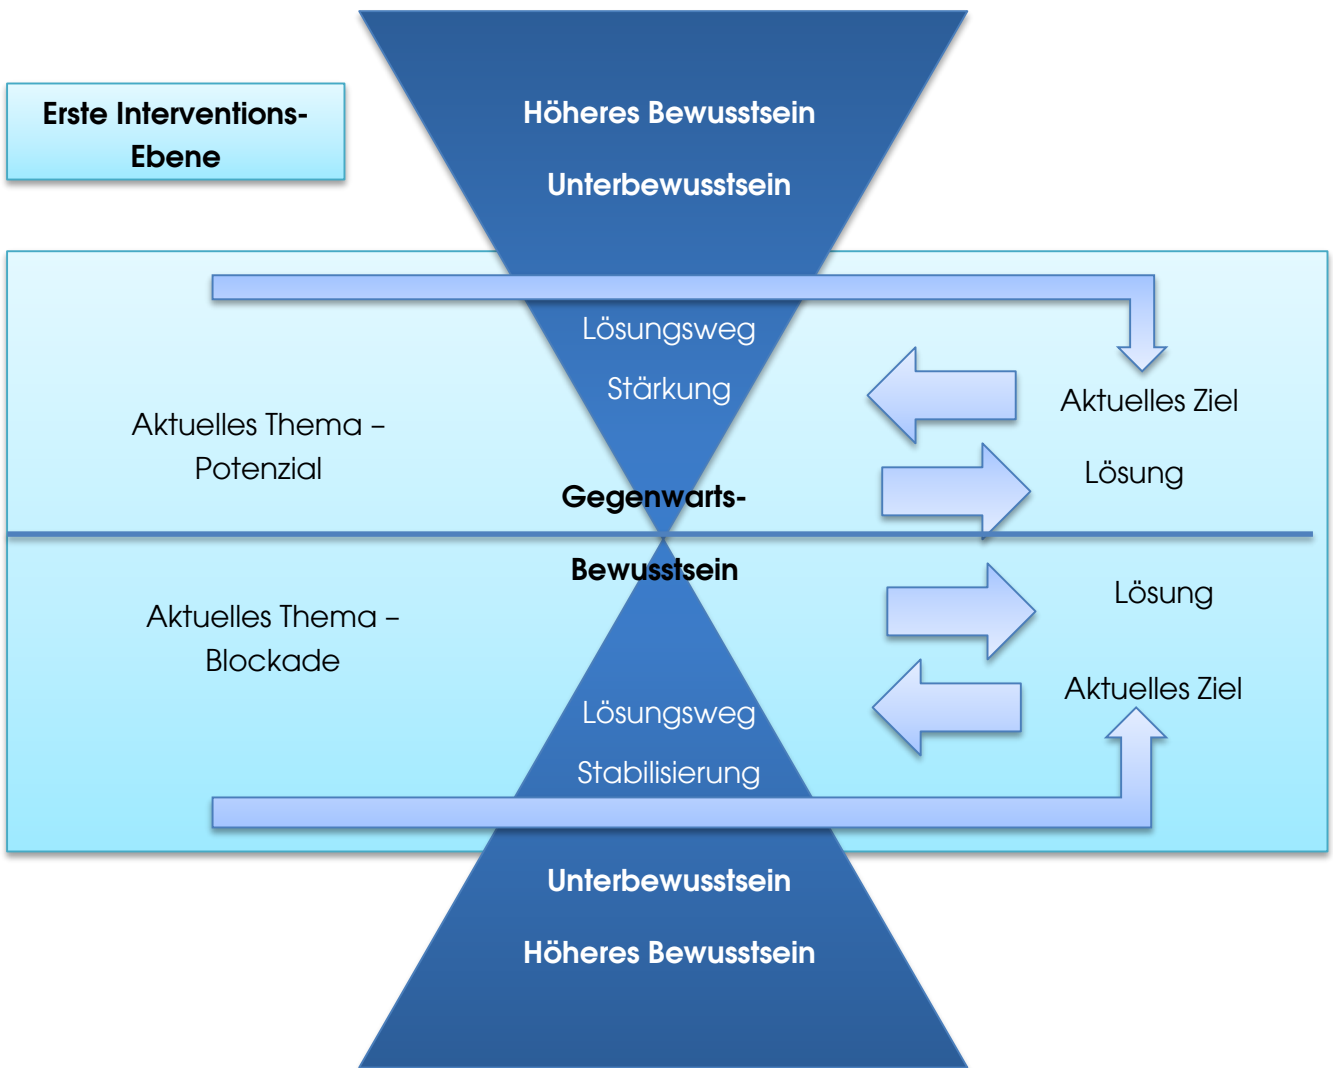 Erste Interventions-
Ebene
Höheres Bewusstsein
Unterbewusstsein
Lösungsweg
Stärkung
Aktuelles Thema –
Potenzial
Aktuelles Ziel
Lösung
Gegenwarts-
Bewusstsein
Aktuelles Thema –
Blockade
Lösung
Aktuelles Ziel
Lösungsweg
Stabilisierung
Unterbewusstsein
Höheres Bewusstsein